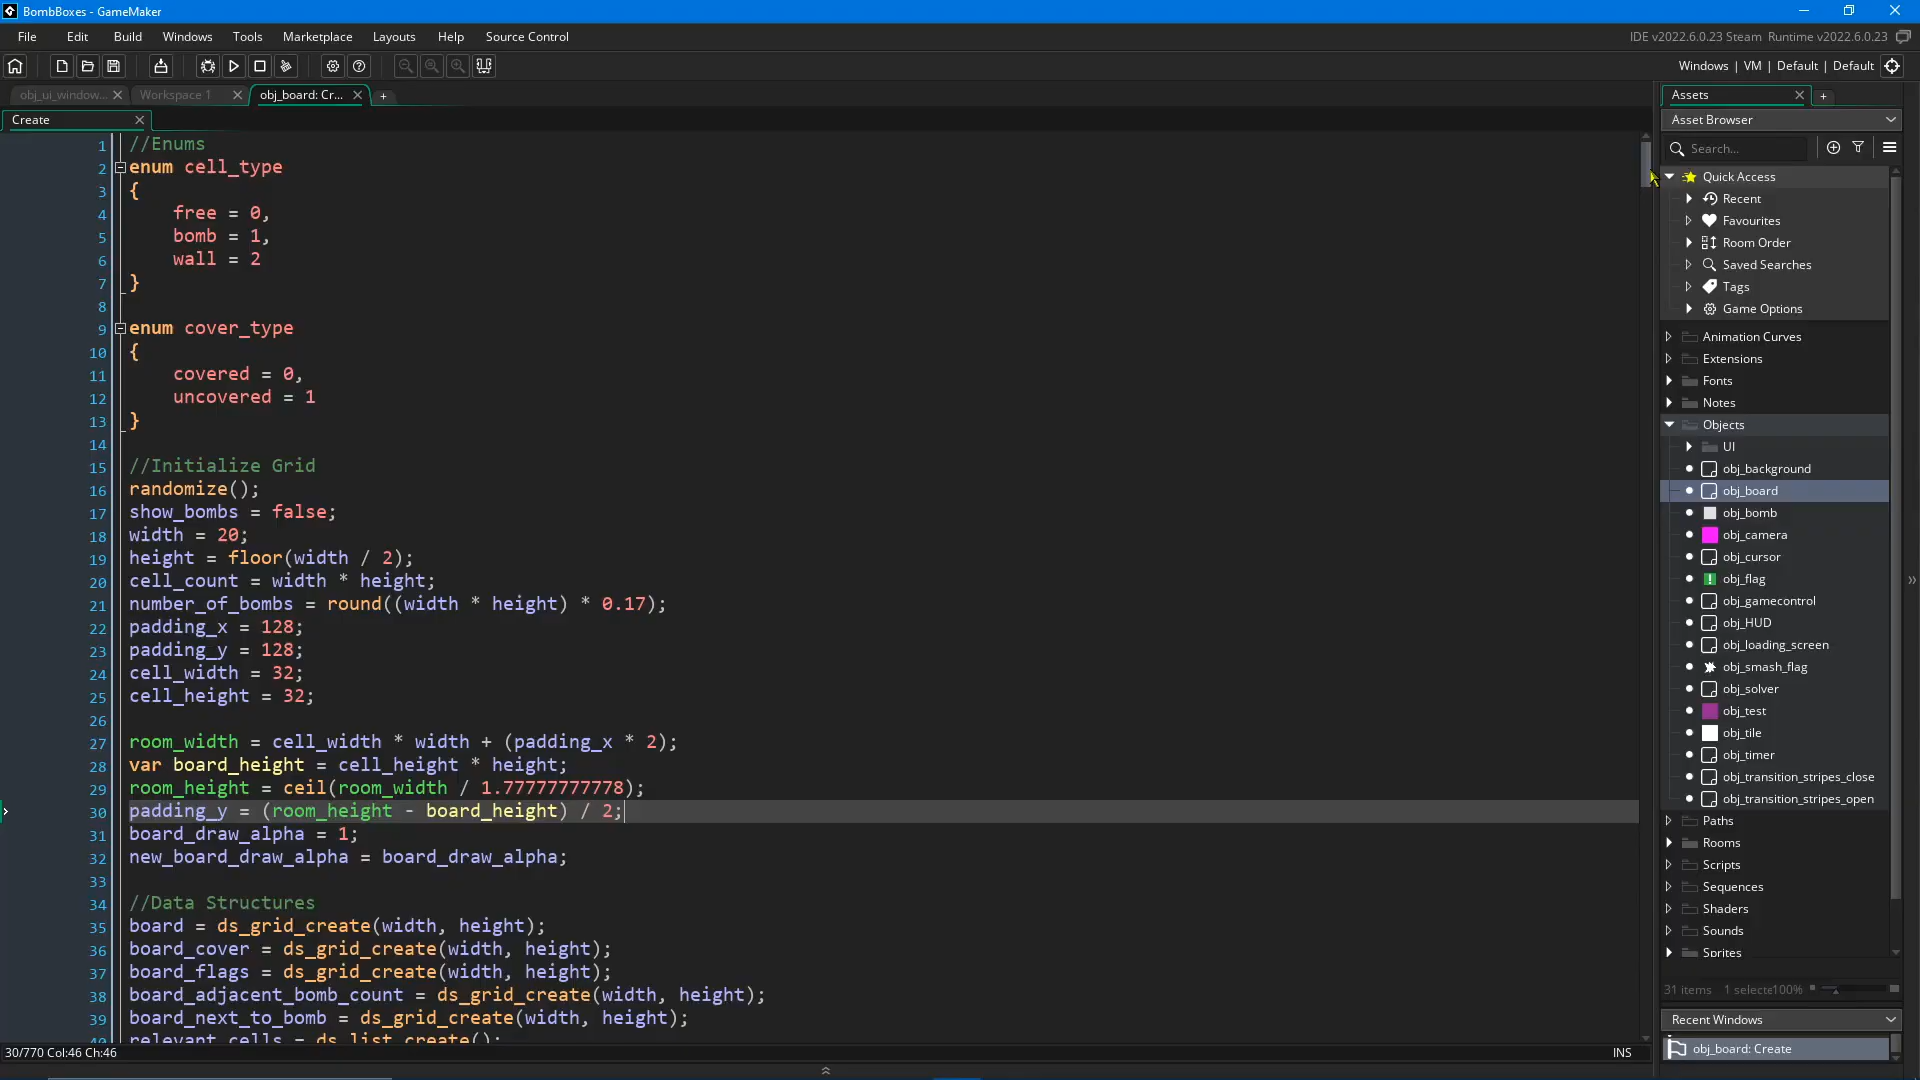 BombBoxes - GameMaker
File Edit Build Windows Tools Marketplace Layouts Help Source Control
IDE v2022.6.0.23 Steam Runtime v2022.6.0.23
Windows | VM | Default | Default
obj_ui_window... Workspace 1 obj_board: Cr...
Create
1 //Enums
2 enum cell_type
3 {
4 free = 0,
5 bomb = 1,
6 wall = 2
7 }
8
9 enum cover_type
10 {
11 covered = 0,
12 uncovered = 1
13 }
14
15 //Initialize Grid
16 randomize();
17 show_bombs = false;
18 width = 20;
19 height = floor(width / 2);
20 cell_count = width * height;
21 number_of_bombs = round((width * height) * 0.17);
22 padding_x = 128;
23 padding_y = 128;
24 cell_width = 32;
25 cell_height = 32;
26
27 room_width = cell_width * width + (padding_x * 2);
28 var board_height = cell_height * height;
29 room_height = ceil(room_width / 1.77777777778);
30 padding_y = (room_height - board_height) / 2;
31 board_draw_alpha = 1;
32 new_board_draw_alpha = board_draw_alpha;
33
34 //Data Structures
35 board = ds_grid_create(width, height);
36 board_cover = ds_grid_create(width, height);
37 board_flags = ds_grid_create(width, height);
38 board_adjacent_bomb_count = ds_grid_create(width, height);
39 board_next_to_bomb = ds_grid_create(width, height);
40 relevant_cells = ds_list_create();
30/770 Col:46 Ch:46
INS
Assets
Asset Browser
Search...
Quick Access
Recent
Favourites
Room Order
Saved Searches
Tags
Game Options
Animation Curves
Extensions
Fonts
Notes
Objects
UI
obj_background
obj_board
obj_bomb
obj_camera
obj_cursor
obj_flag
obj_gamecontrol
obj_HUD
obj_loading_screen
obj_smash_flag
obj_solver
obj_test
obj_tile
obj_timer
obj_transition_stripes_close
obj_transition_stripes_open
Paths
Rooms
Scripts
Sequences
Shaders
Sounds
Sprites
31 items 1 selecte100%
Recent Windows
obj_board: Create